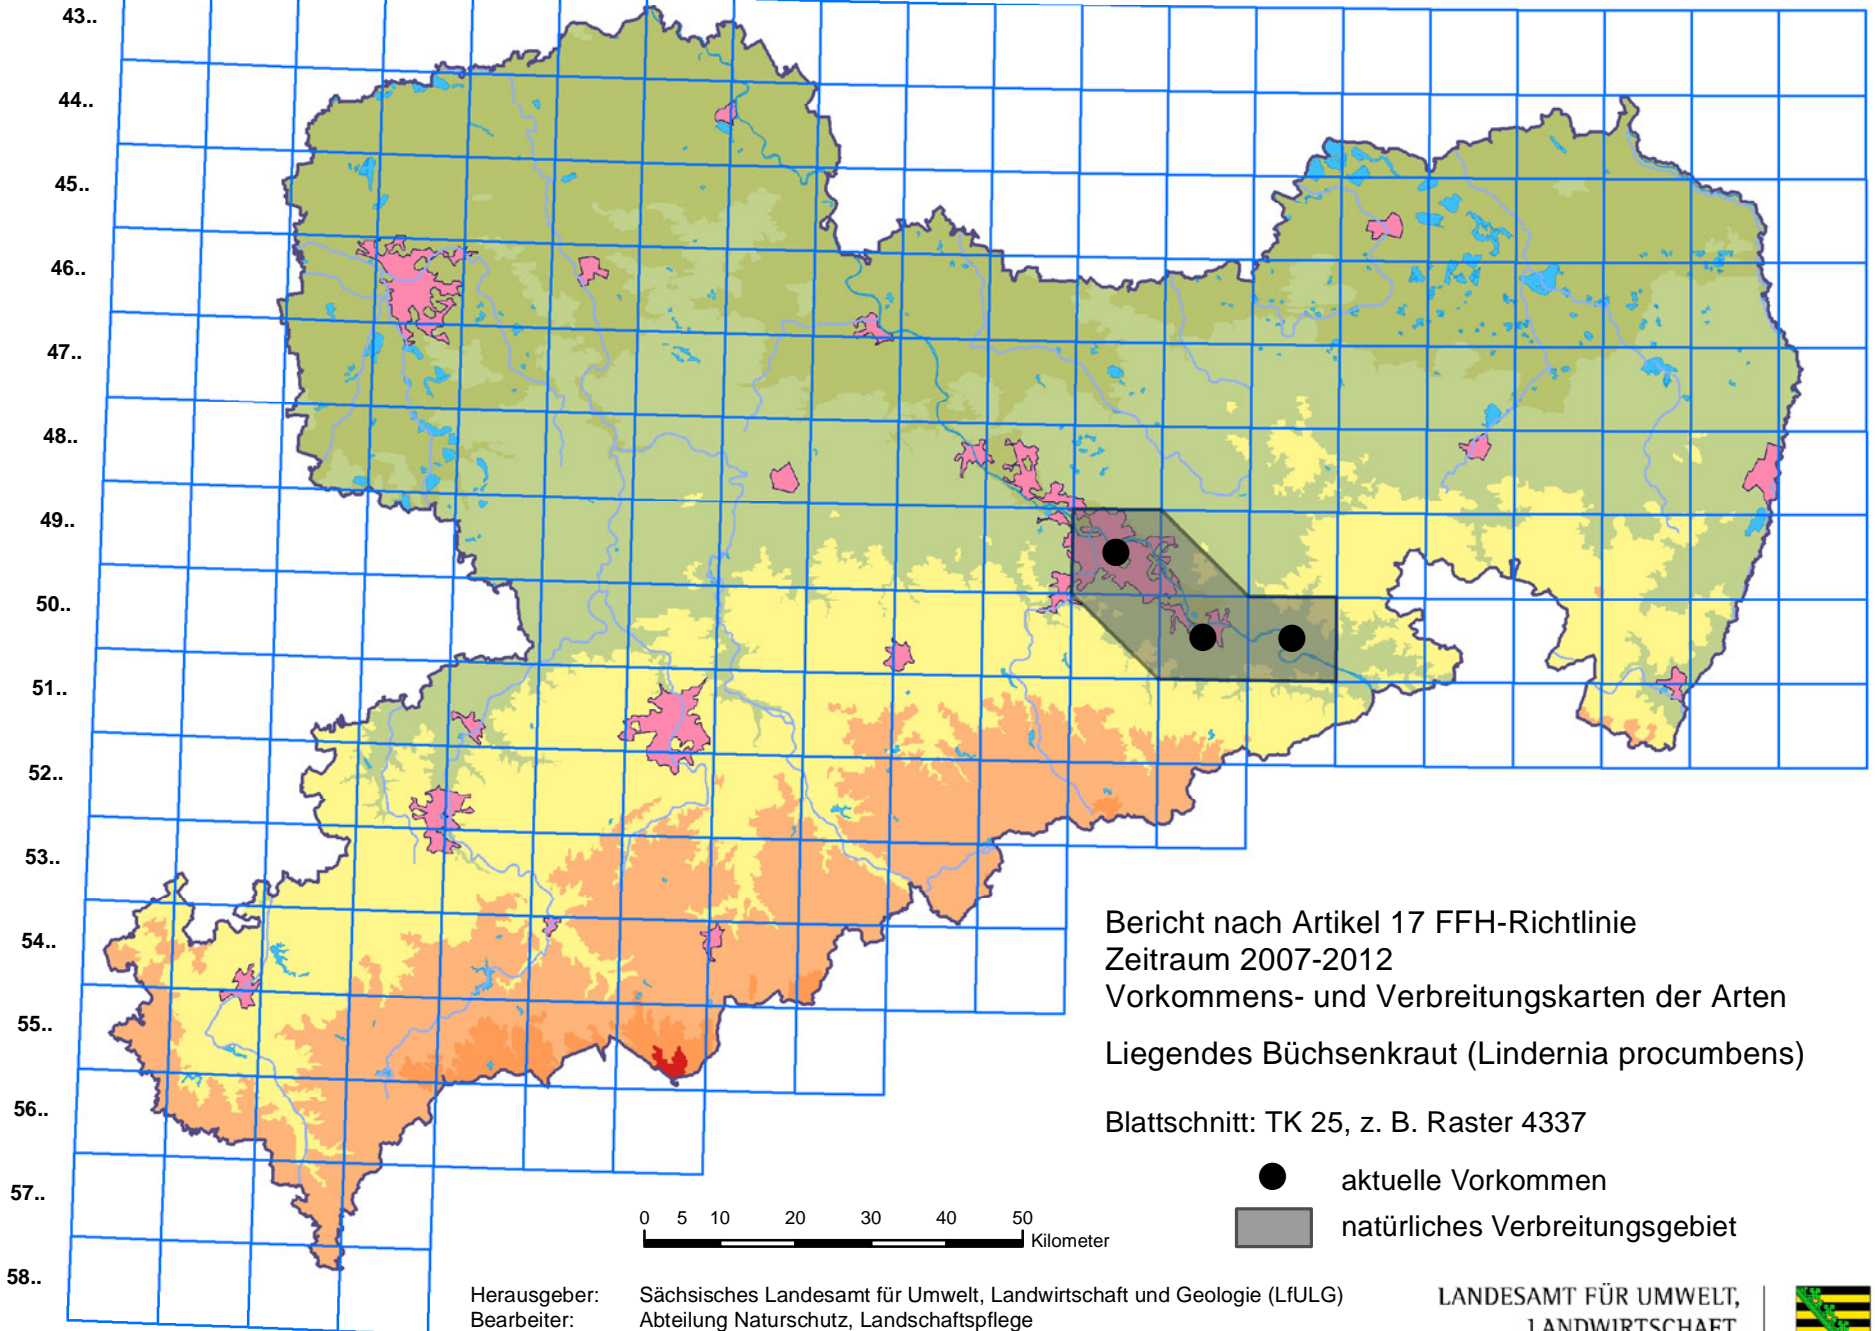 43..
44..
45..
46..
47..
48..
49..
50..
51..
52..
53..
54..
55..
56..
57..
58..
Bericht nach Artikel 17 FFH-Richtlinie
Zeitraum 2007-2012
Vorkommens- und Verbreitungskarten der Arten
Liegendes Büchsenkraut (Lindernia procumbens)
Blattschnitt: TK 25, z. B. Raster 4337
aktuelle Vorkommen
natürliches Verbreitungsgebiet
0 5 10 20 30 40 50
Kilometer
Herausgeber: Sächsisches Landesamt für Umwelt, Landwirtschaft und Geologie (LfULG)
Bearbeiter: Abteilung Naturschutz, Landschaftspflege
LANDESAMT FÜR UMWELT,
LANDWIRTSCHAFT